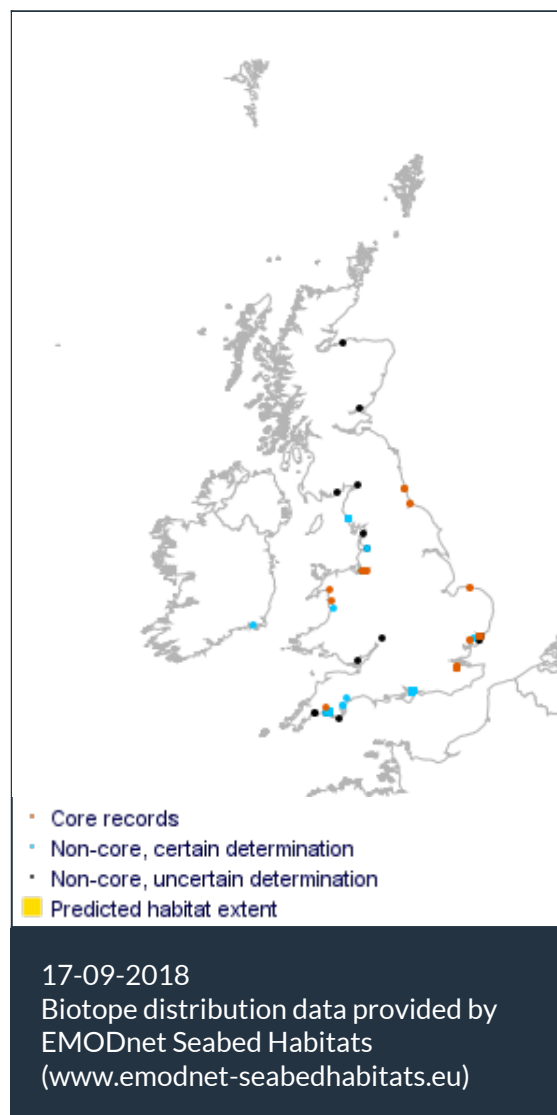 Core records
Non-core, certain determination
Non-core, uncertain determination
Predicted habitat extent
17-09-2018
Biotope distribution data provided by
EMODnet Seabed Habitats
(www.emodnet-seabedhabitats.eu)